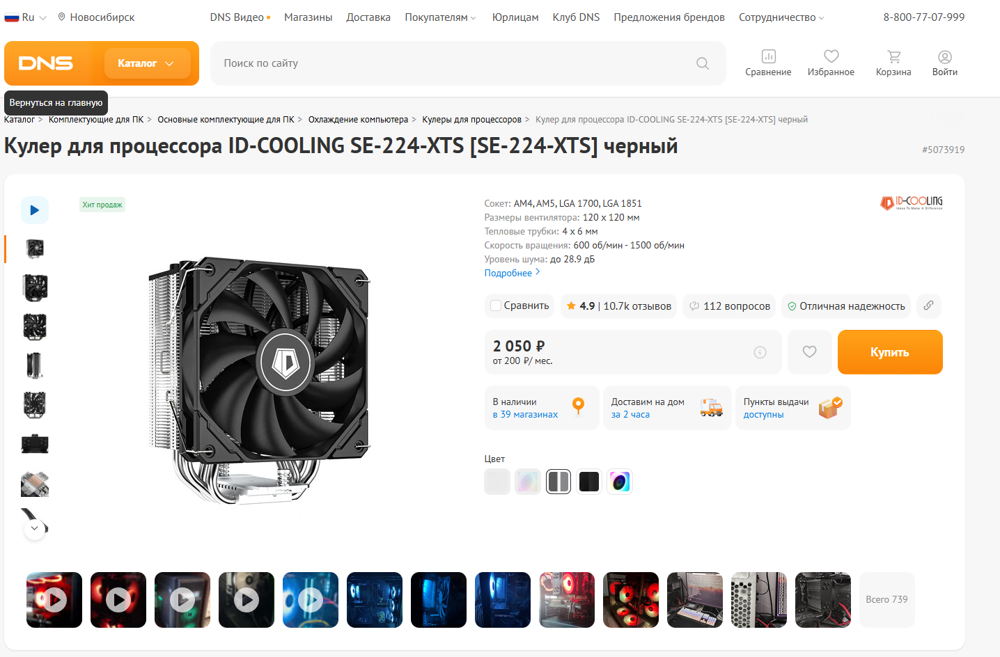 Ru
Новосибирск
DNS Видео
Магазины
Доставка
Покупателям
Юрлицам
Клуб DNS
Предложения брендов
Сотрудничество
8-800-77-07-999
DNS
Каталог
Поиск по сайту
Сравнение
Избранное
Корзина
Войти
Вернуться на главную
Каталог > Комплектующие для ПК > Основные комплектующие для ПК > Охлаждение компьютера > Кулеры для процессоров > Кулер для процессора ID-COOLING SE-224-XTS [SE-224-XTS] черный
Кулер для процессора ID-COOLING SE-224-XTS [SE-224-XTS] черный
#5073919
Хит продаж
Сокет: AM4, AM5, LGA 1700, LGA 1851
Размеры вентилятора: 120 x 120 мм
Тепловые трубки: 4 x 6 мм
Скорость вращения: 600 об/мин - 1500 об/мин
Уровень шума: до 28.9 дБ
Подробнее
ID-COOLING
Ideas To Make A Difference
Сравнить
4.9 | 10.7k отзывов
112 вопросов
Отличная надежность
2 050 ₽
от 200 ₽/ мес.
Купить
В наличии
в 39 магазинах
Доставим на дом
за 2 часа
Пункты выдачи
доступны
Цвет
Всего 739